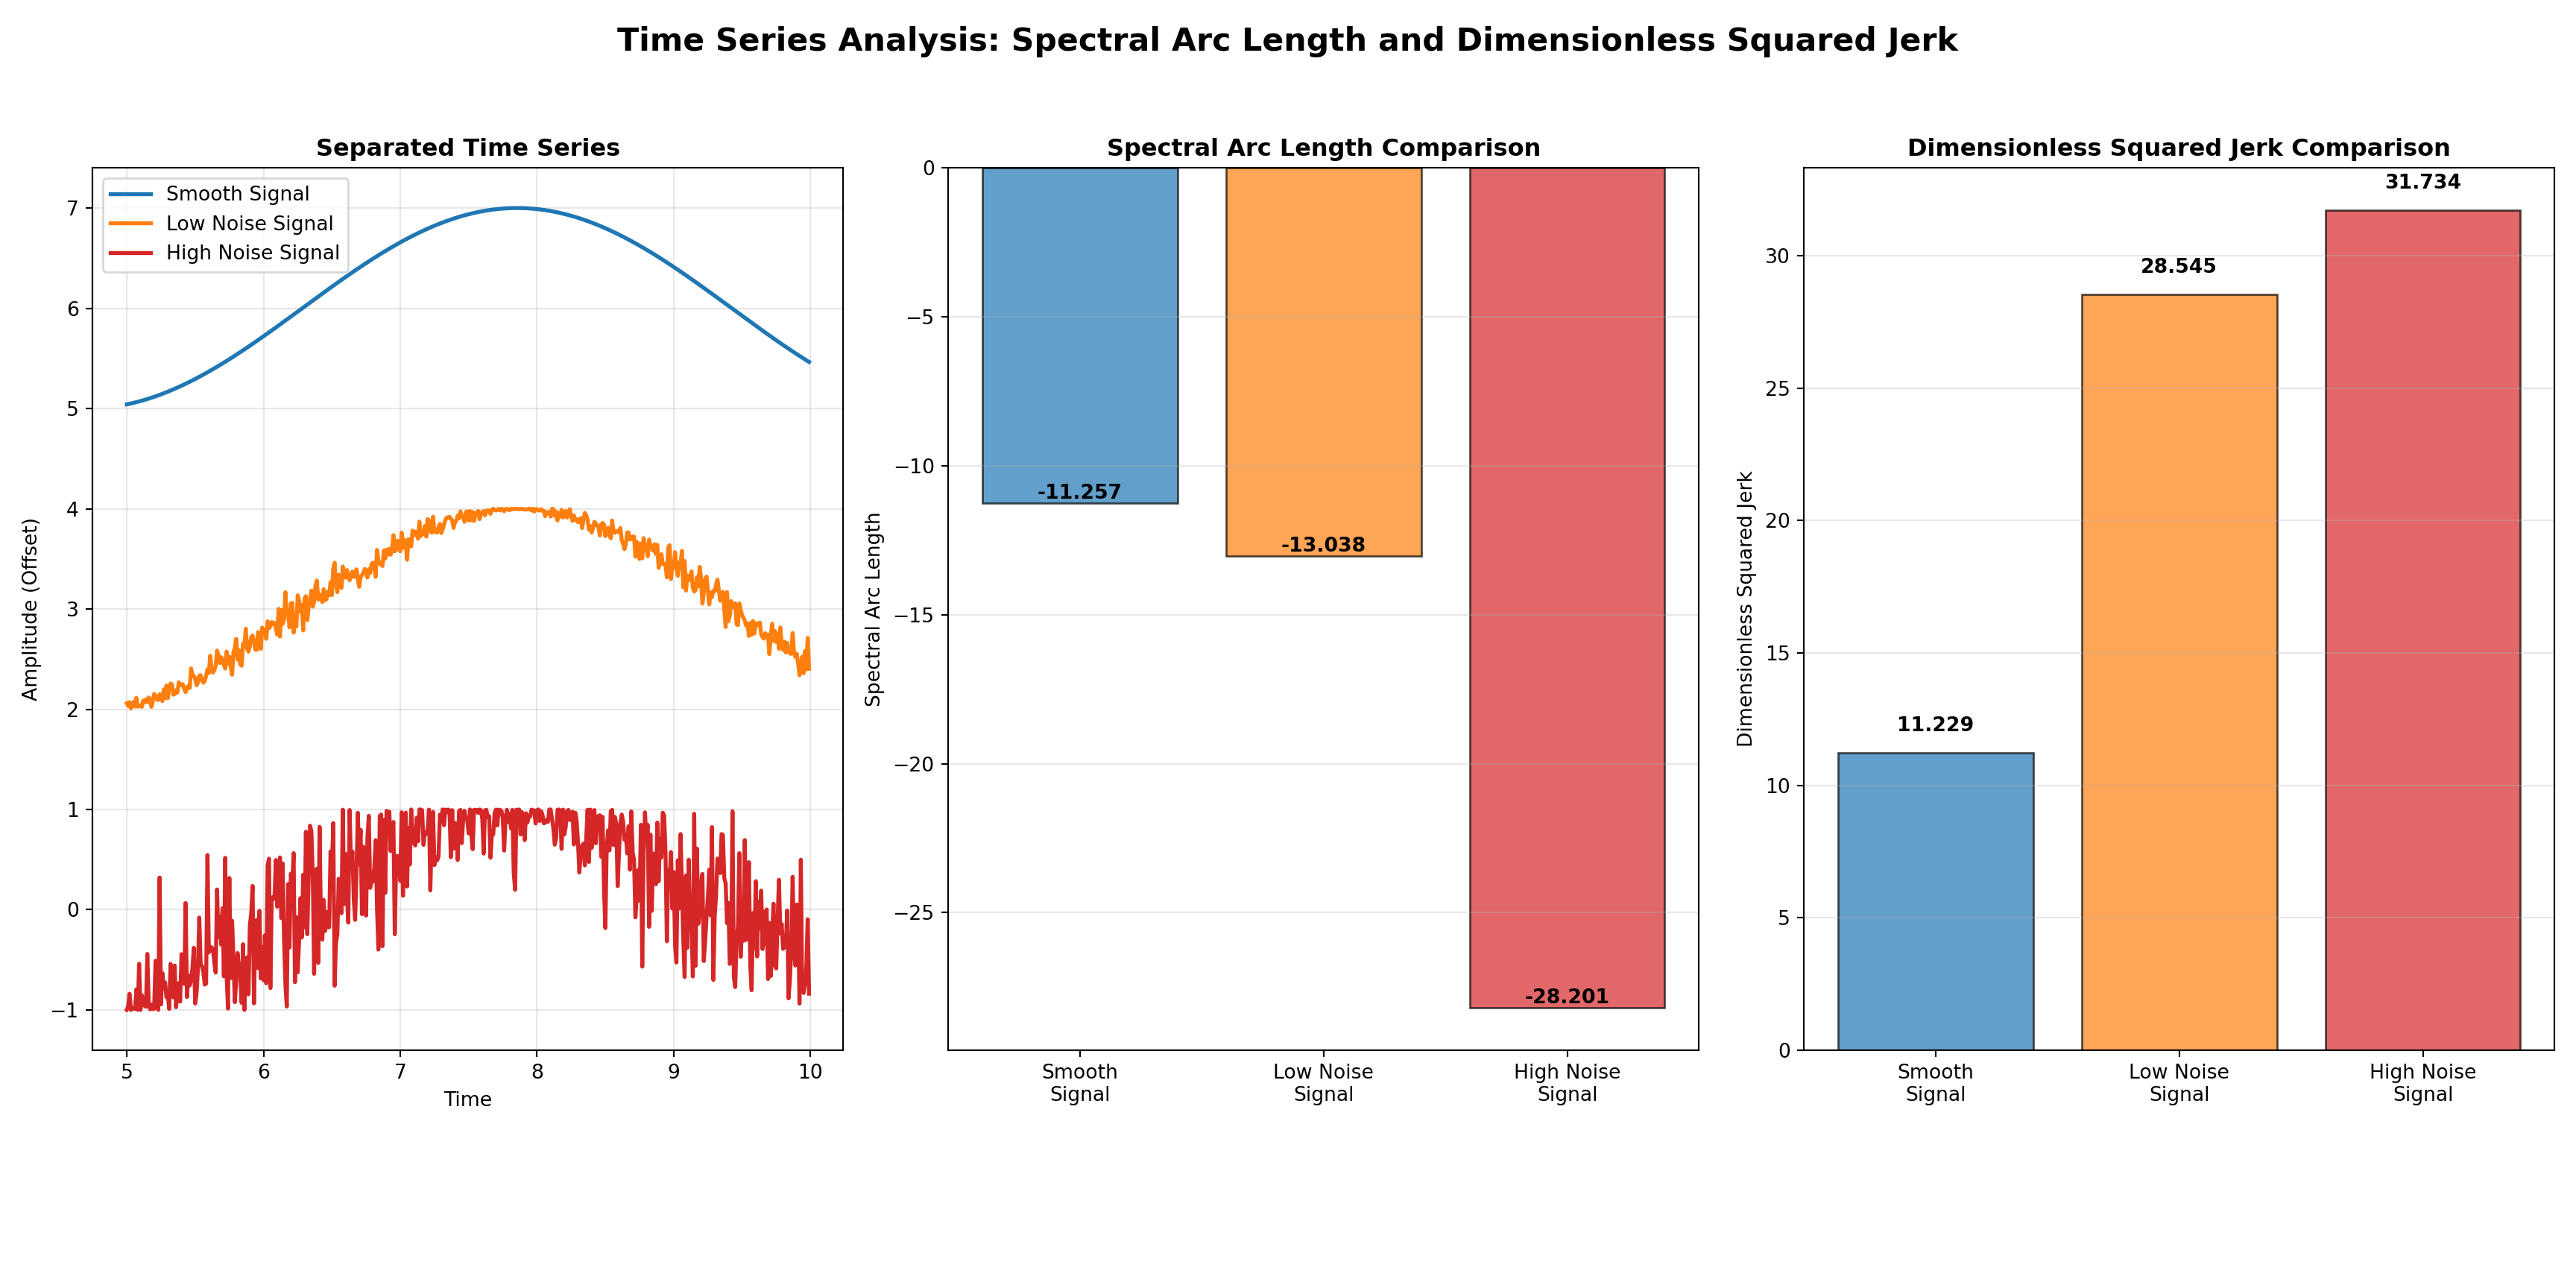 Time Series Analysis: Spectral Arc Length and Dimensionless Squared Jerk
Separated Time Series
Smooth Signal
Low Noise Signal
High Noise Signal
7
6
5
4
3
2
1
0
−1
Amplitude (Offset)
5 6 7 8 9 10
Time
Spectral Arc Length Comparison
0
−5
−10
−15
−20
−25
Spectral Arc Length
-11.257
-13.038
-28.201
Smooth
Signal
Low Noise
Signal
High Noise
Signal
Dimensionless Squared Jerk Comparison
30
25
20
15
10
5
0
Dimensionless Squared Jerk
11.229
28.545
31.734
Smooth
Signal
Low Noise
Signal
High Noise
Signal